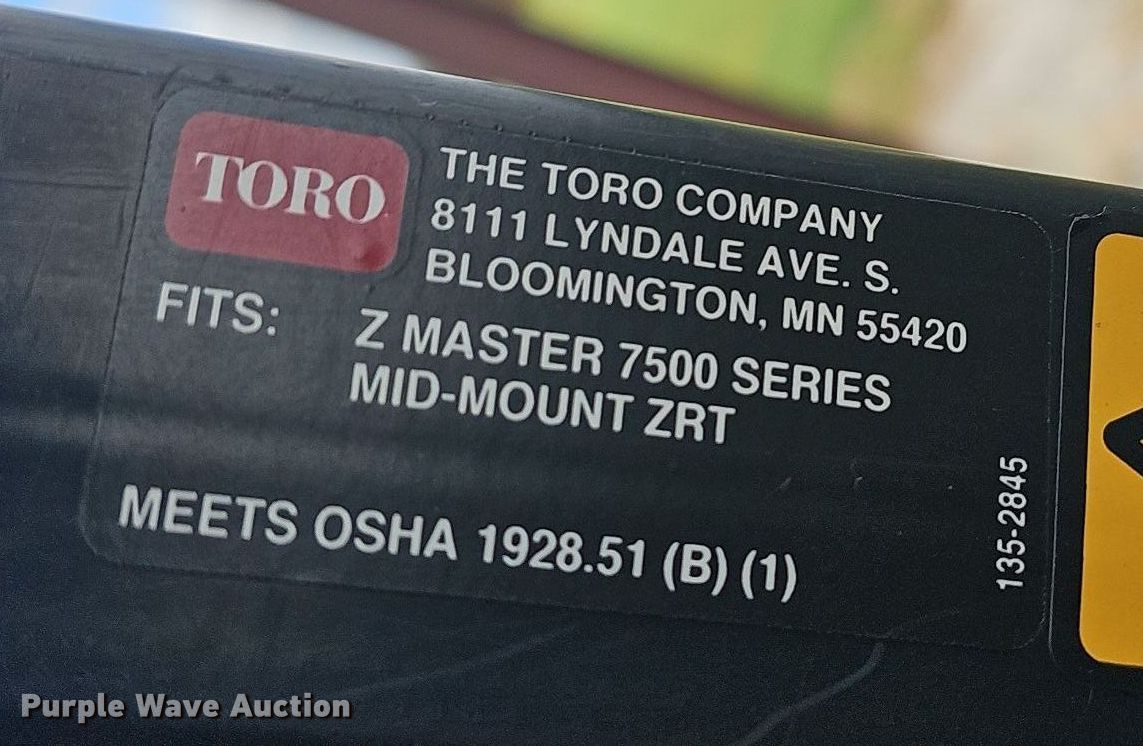 TORO
THE TORO COMPANY
8111 LYNDALE AVE. S.
BLOOMINGTON, MN 55420
FITS: Z MASTER 7500 SERIES
MID-MOUNT ZRT
MEETS OSHA 1928.51 (B) (1)
135-2845
Purple Wave Auction